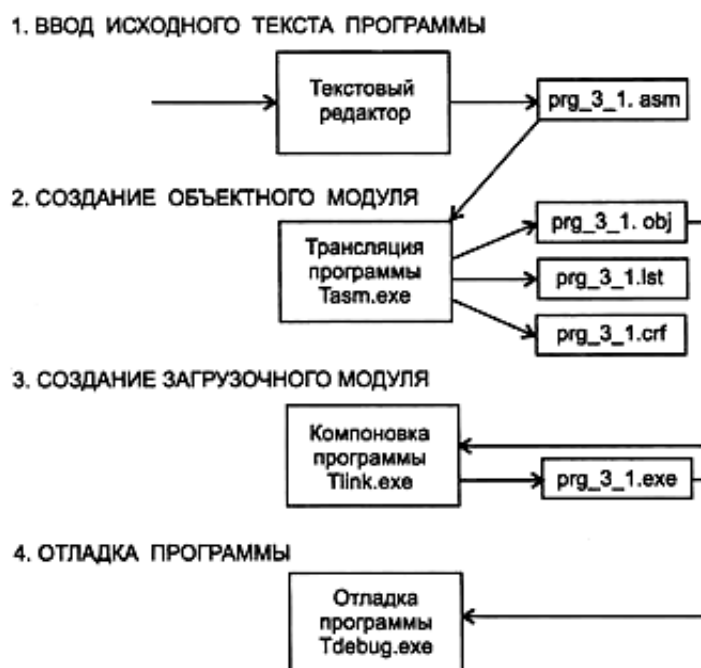 1. ВВОД ИСХОДНОГО ТЕКСТА ПРОГРАММЫ
Текстовый
редактор
prg_3_1. asm
2. СОЗДАНИЕ ОБЪЕКТНОГО МОДУЛЯ
Трансляция
программы
Tasm.exe
prg_3_1. obj
prg_3_1.lst
prg_3_1.crf
3. СОЗДАНИЕ ЗАГРУЗОЧНОГО МОДУЛЯ
Компоновка
программы
Tlink.exe
prg_3_1.exe
4. ОТЛАДКА ПРОГРАММЫ
Отладка
программы
Tdebug.exe